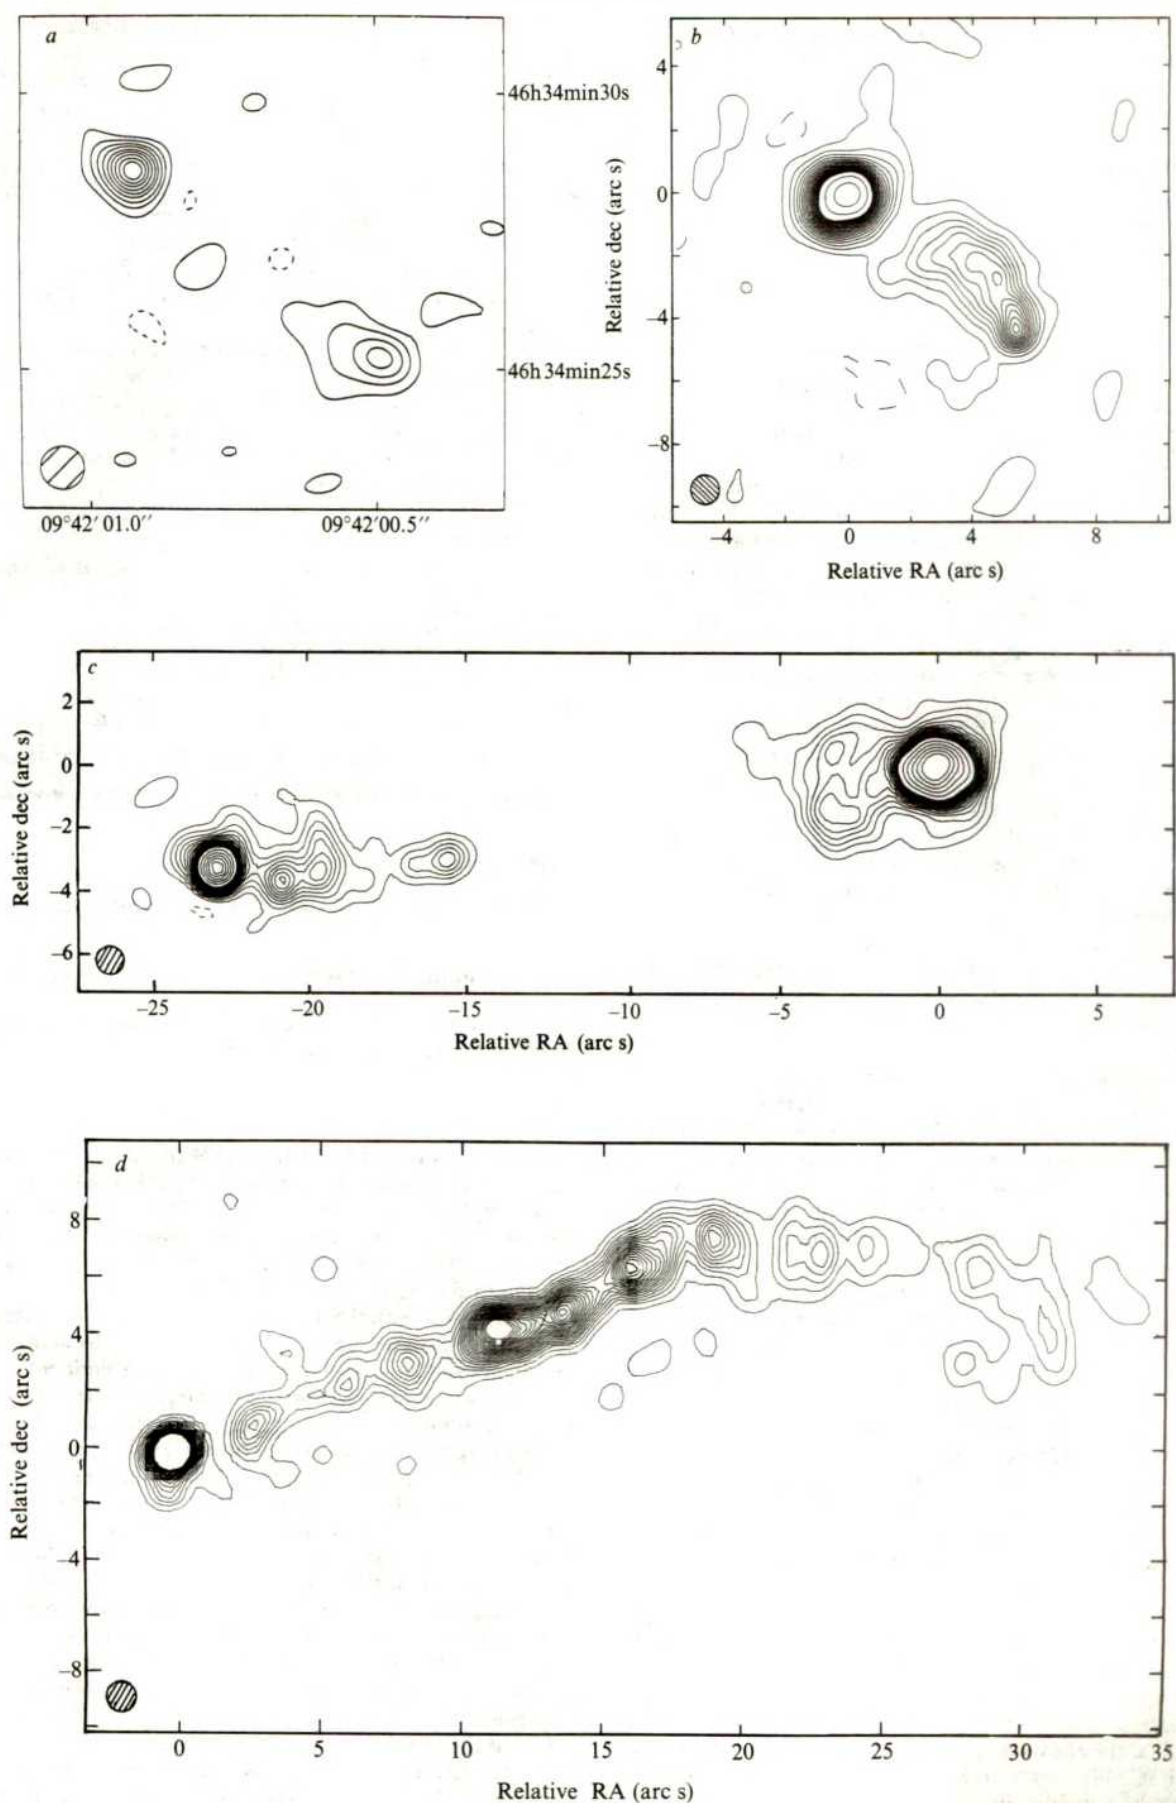 a
46h34min30s
46h34min25s
09°42′01.0″ 09°42′00.5″
b
4
0
−4
−8
Relative dec (arc s)
−4 0 4 8
Relative RA (arc s)
c
2
0
−2
−4
−6
Relative dec (arc s)
−25 −20 −15 −10 −5 0 5
Relative RA (arc s)
d
8
4
0
−4
−8
Relative dec (arc s)
0 5 10 15 20 25 30 35
Relative RA (arc s)